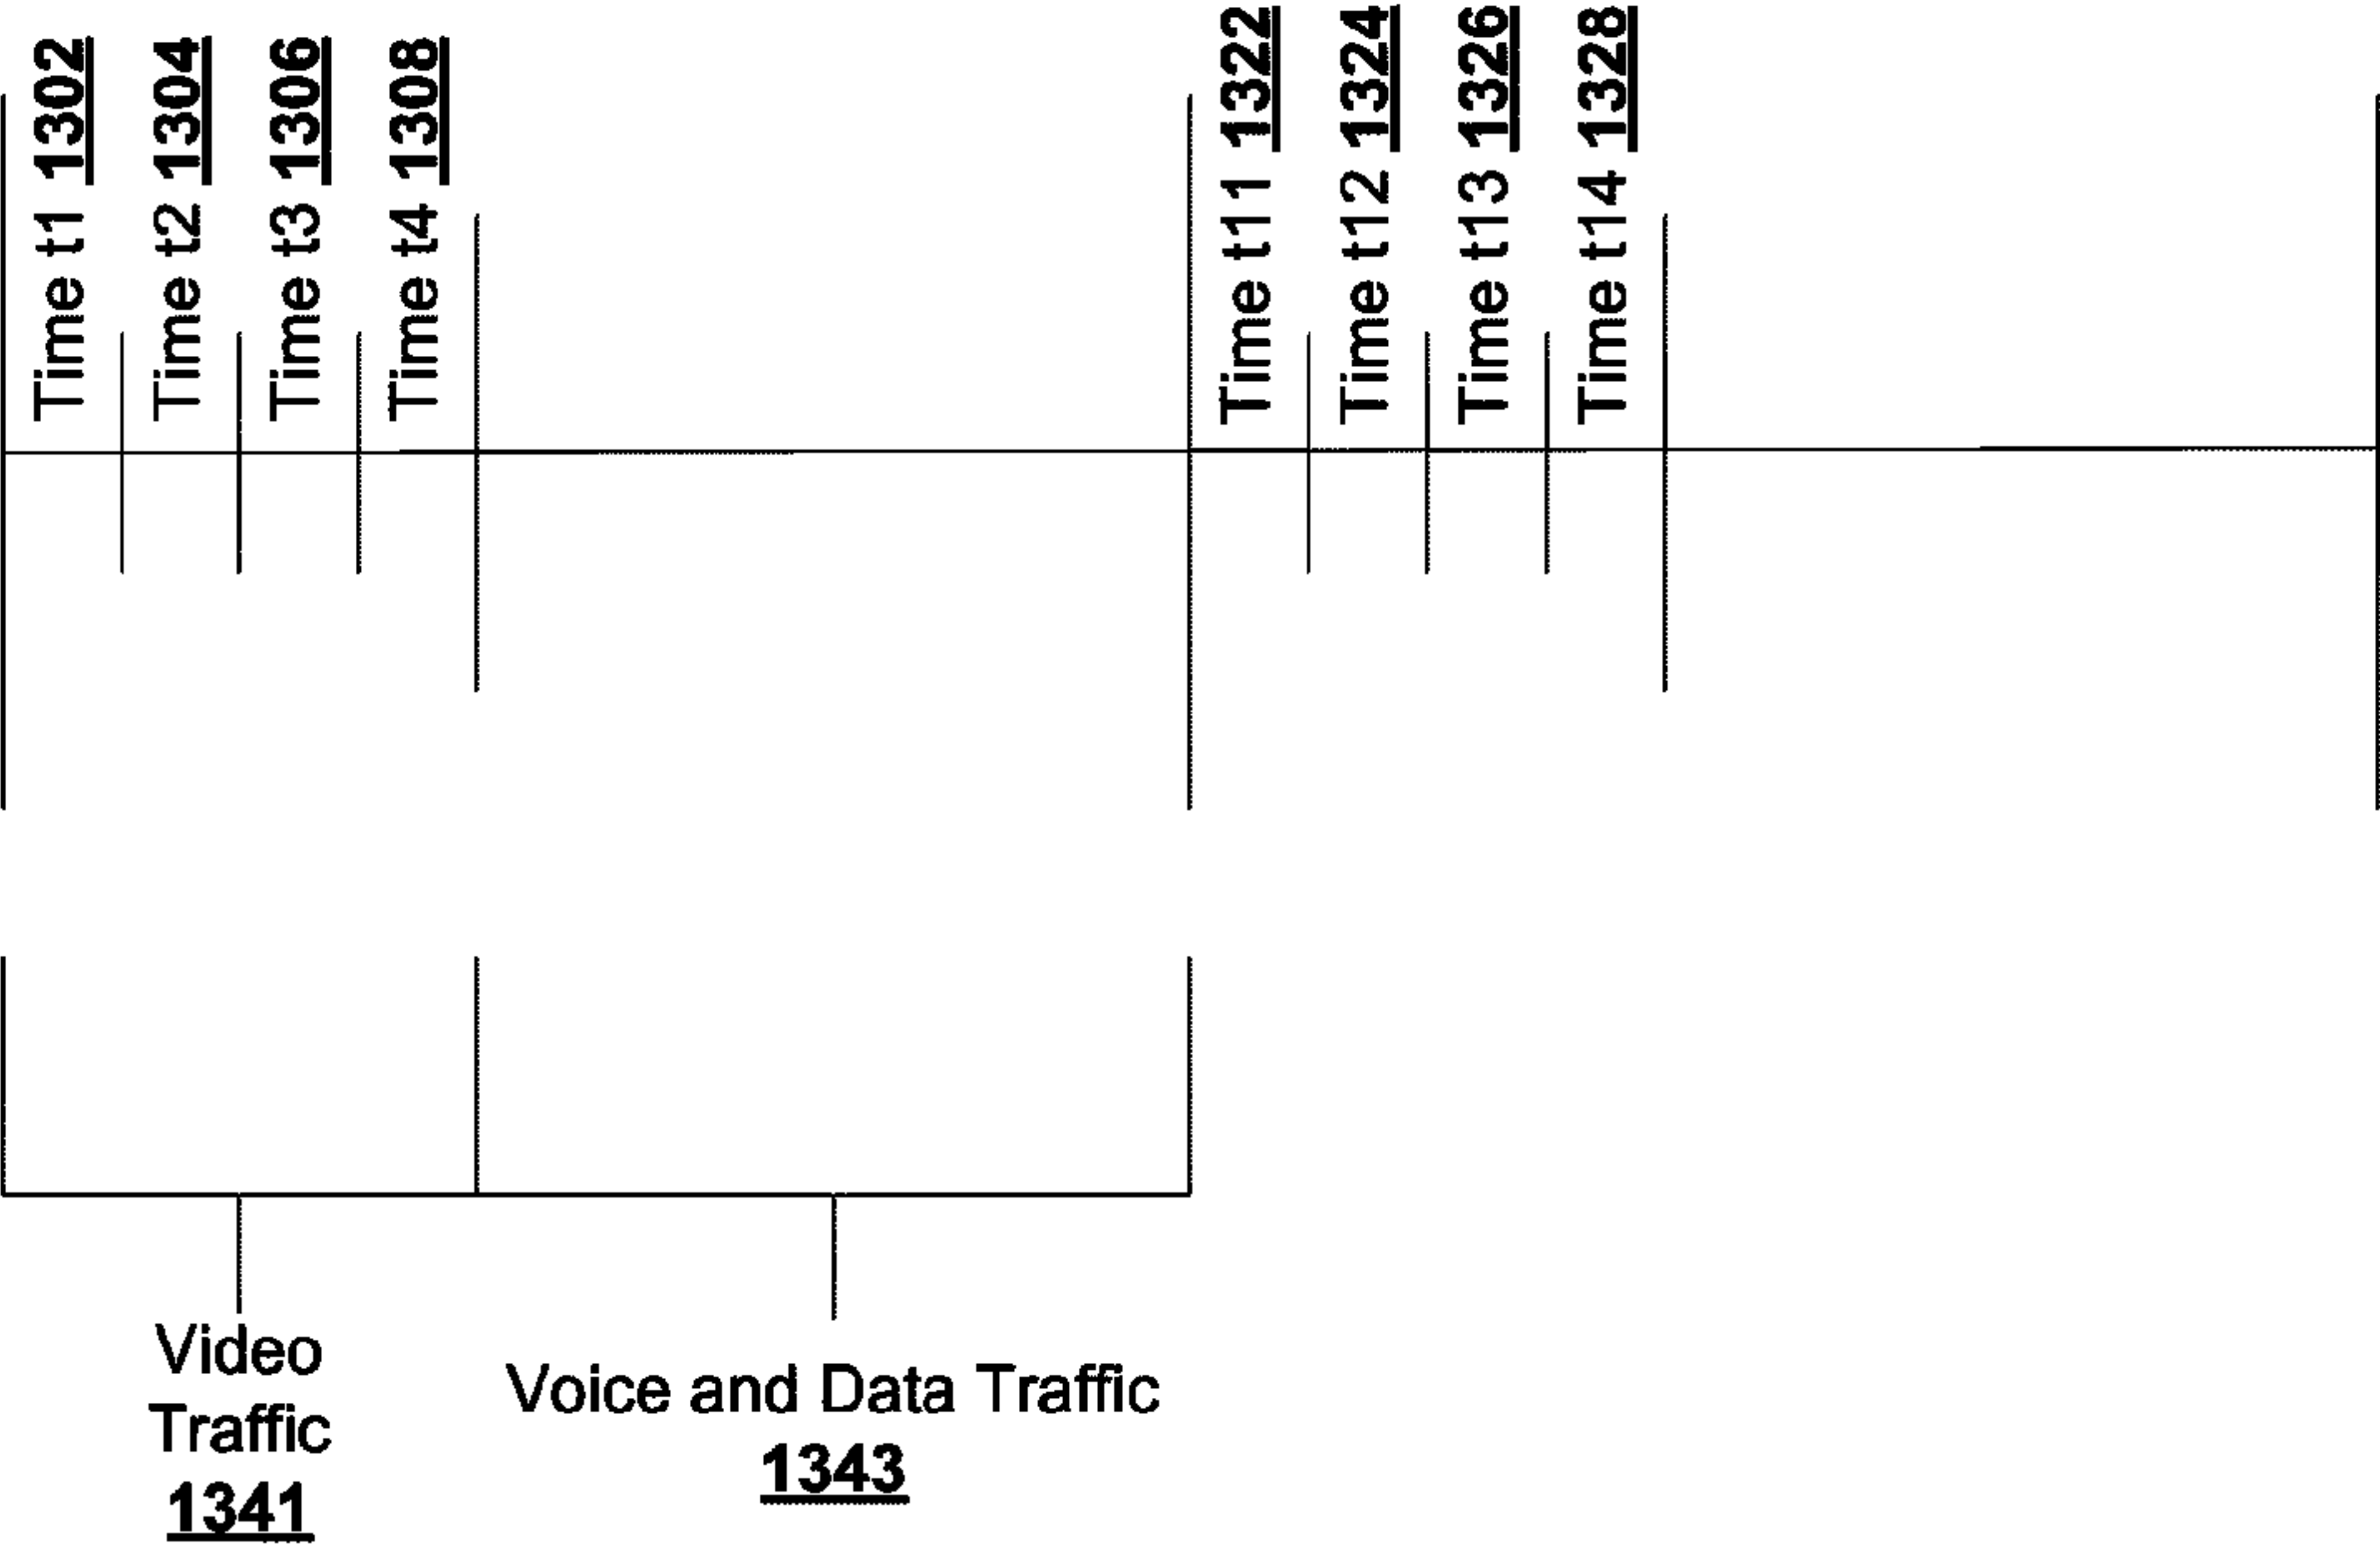 Time t1 1302
Time t2 1304
Time t3 1306
Time t4 1308
Time t11 1322
Time t12 1324
Time t13 1326
Time t14 1328
Video
Traffic
1341
Voice and Data Traffic
1343